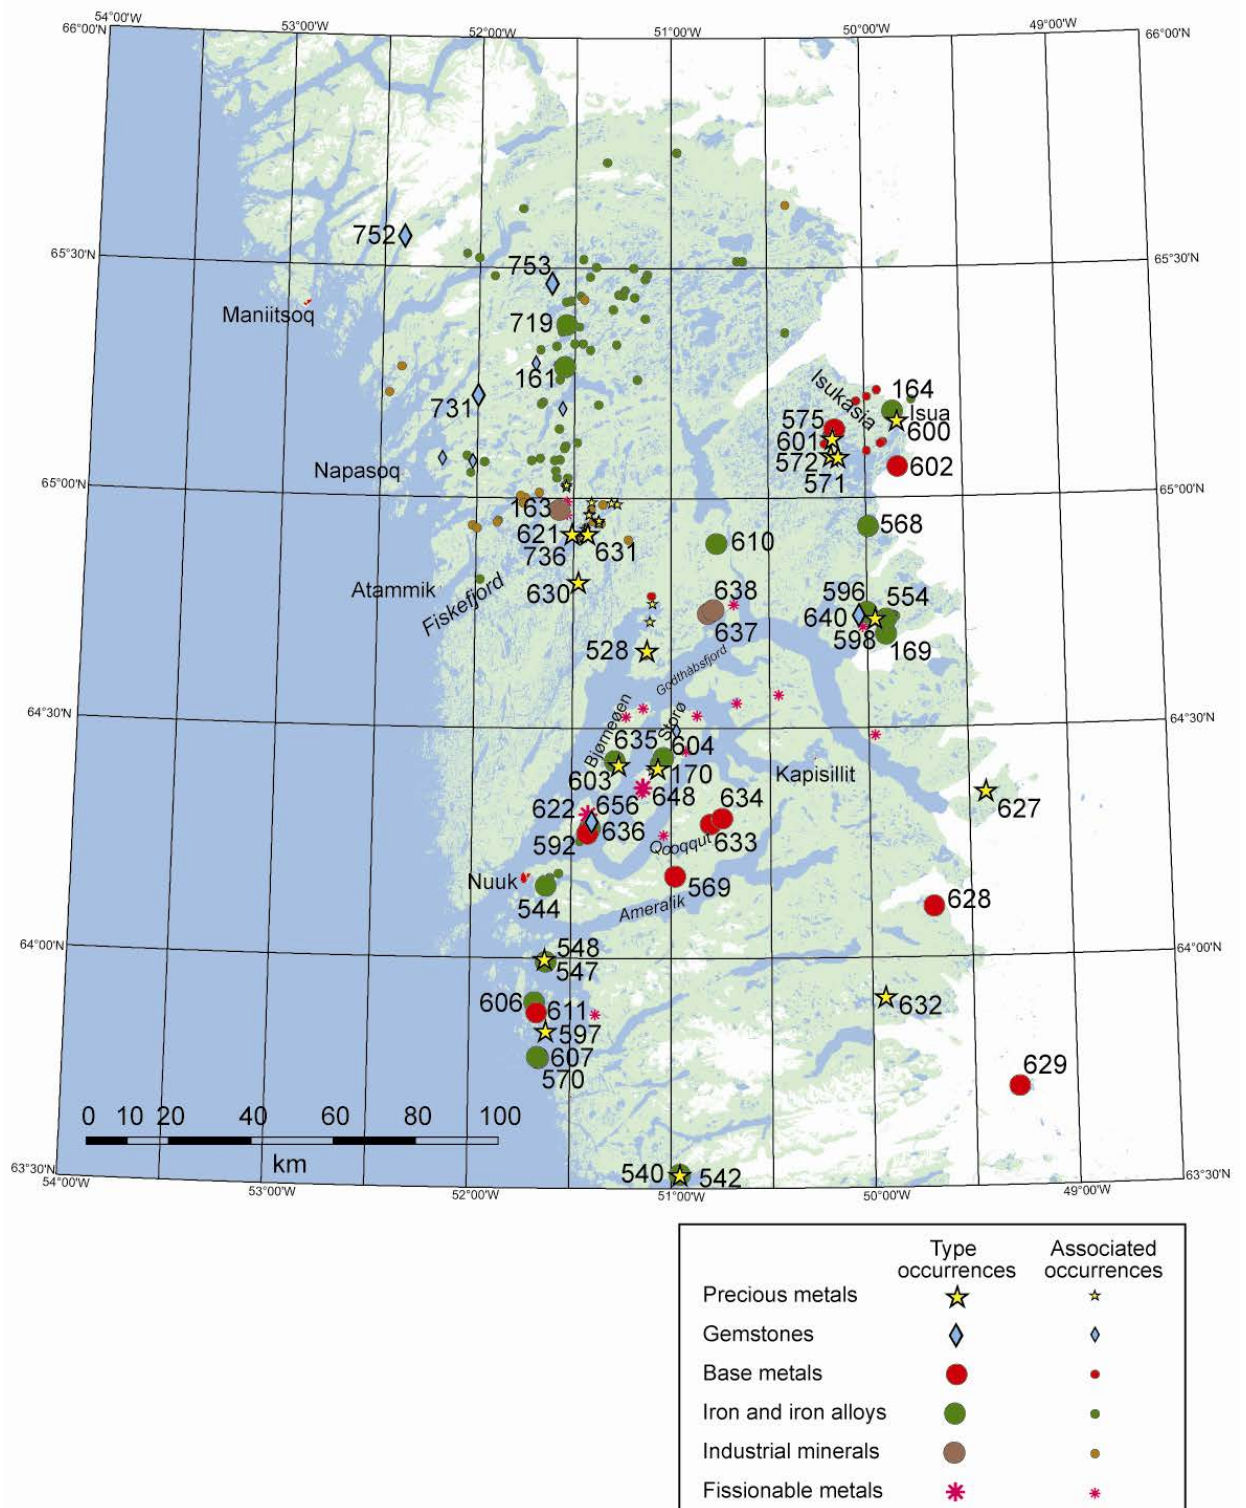 54°00'W
53°00'W
52°00'W
51°00'W
50°00'W
49°00'W
66°00'N
66°00'N
752
65°30'N
753
65°30'N
Maniitsoq
719
161
Isukasia
164
731
575
Isua
600
601
Napasoq
572
602
571
65°00'N
65°00'N
163
568
621
610
736
631
Atammik
630
Fiskefjord
638
596
554
640
637
598
528
169
Godthåbsfjord
64°30'N
64°30'N
Bjørneøen
Storø
635
604
603
170
Kapisillit
648
634
627
622
656
636
592
Qooqqut
633
Nuuk
569
544
Ameralik
628
64°00'N
548
64°00'N
547
606
611
632
597
607
629
570
0 10 20 40 60 80 100
km
540
542
63°30'N
63°30'N
54°00'W
53°00'W
52°00'W
51°00'W
50°00'W
49°00'W
Type occurrences
Associated occurrences
Precious metals
Gemstones
Base metals
Iron and iron alloys
Industrial minerals
Fissionable metals